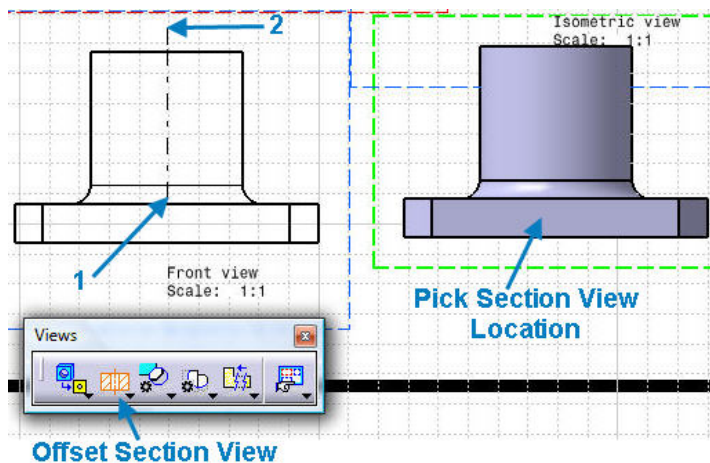 2
Isometric view
Scale: 1:1
1
Front view
Scale: 1:1
Pick Section View
Location
Views
Offset Section View